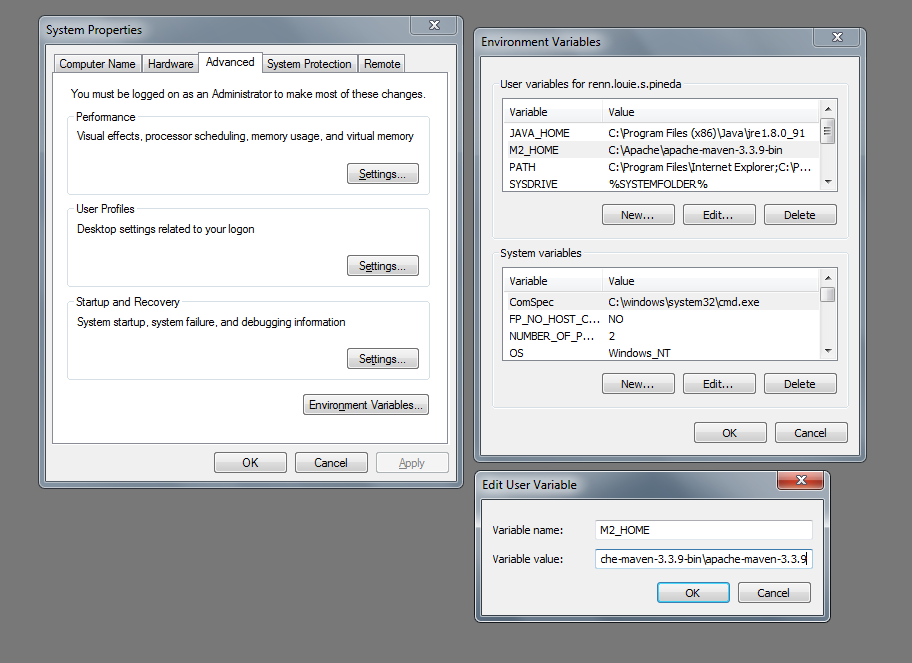 System Properties
Computer Name Hardware Advanced System Protection Remote
You must be logged on as an Administrator to make most of these changes.
Performance
Visual effects, processor scheduling, memory usage, and virtual memory
Settings...
User Profiles
Desktop settings related to your logon
Settings...
Startup and Recovery
System startup, system failure, and debugging information
Settings...
Environment Variables...
OK Cancel Apply
Environment Variables
User variables for renn.louie.s.pineda
Variable Value
JAVA_HOME C:\Program Files (x86)\Java\jre1.8.0_91
M2_HOME C:\Apache\apache-maven-3.3.9-bin
PATH C:\Program Files\Internet Explorer;C:\P...
SYSDRIVE %SYSTEMFOLDER%
New... Edit... Delete
System variables
Variable Value
ComSpec C:\windows\system32\cmd.exe
FP_NO_HOST_C... NO
NUMBER_OF_P... 2
OS Windows_NT
New... Edit... Delete
OK Cancel
Edit User Variable
Variable name: M2_HOME
Variable value: che-maven-3.3.9-bin\apache-maven-3.3.9
OK Cancel